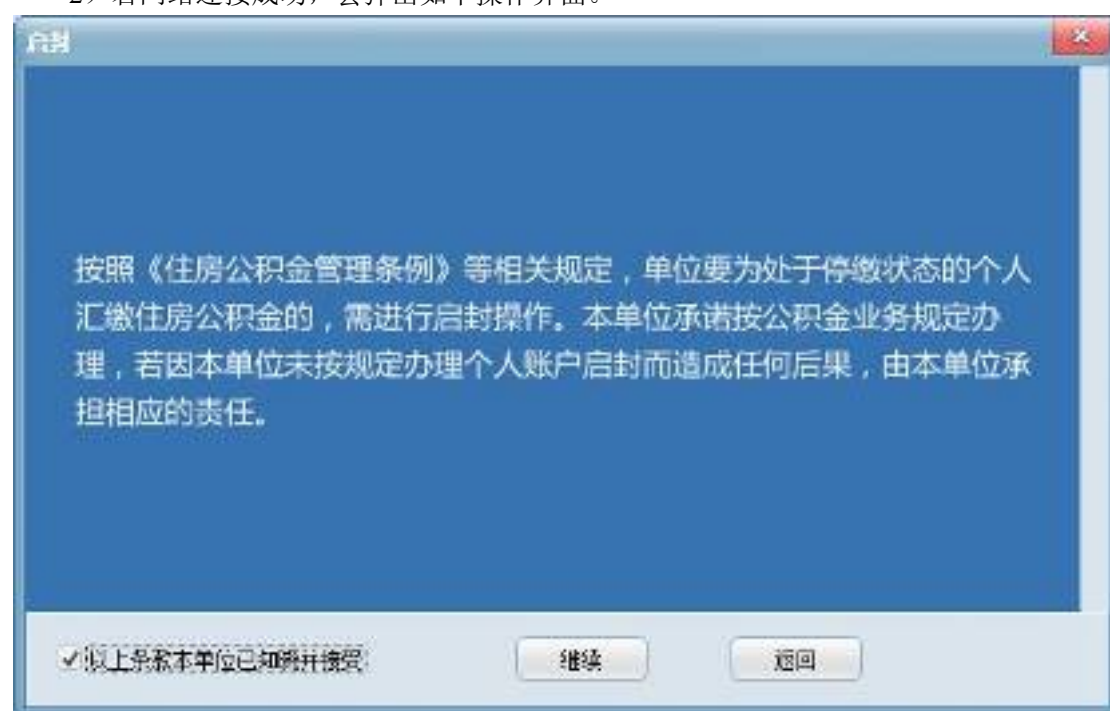 2，若网络连接成功，会弹出如下操作界面。
启封
按照《住房公积金管理条例》等相关规定，单位要为处于停缴状态的个人
汇缴住房公积金的，需进行启封操作。本单位承诺按公积金业务规定办
理，若因本单位未按规定办理个人账户启封而造成任何后果，由本单位承
担相应的责任。
以上条款本单位已知晓并接受
继续
返回